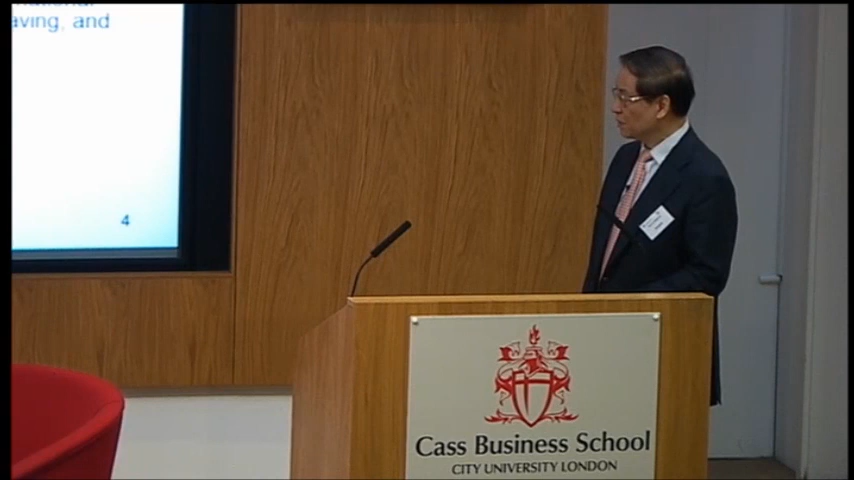 aving, and
4
Cass Business School
CITY UNIVERSITY LONDON